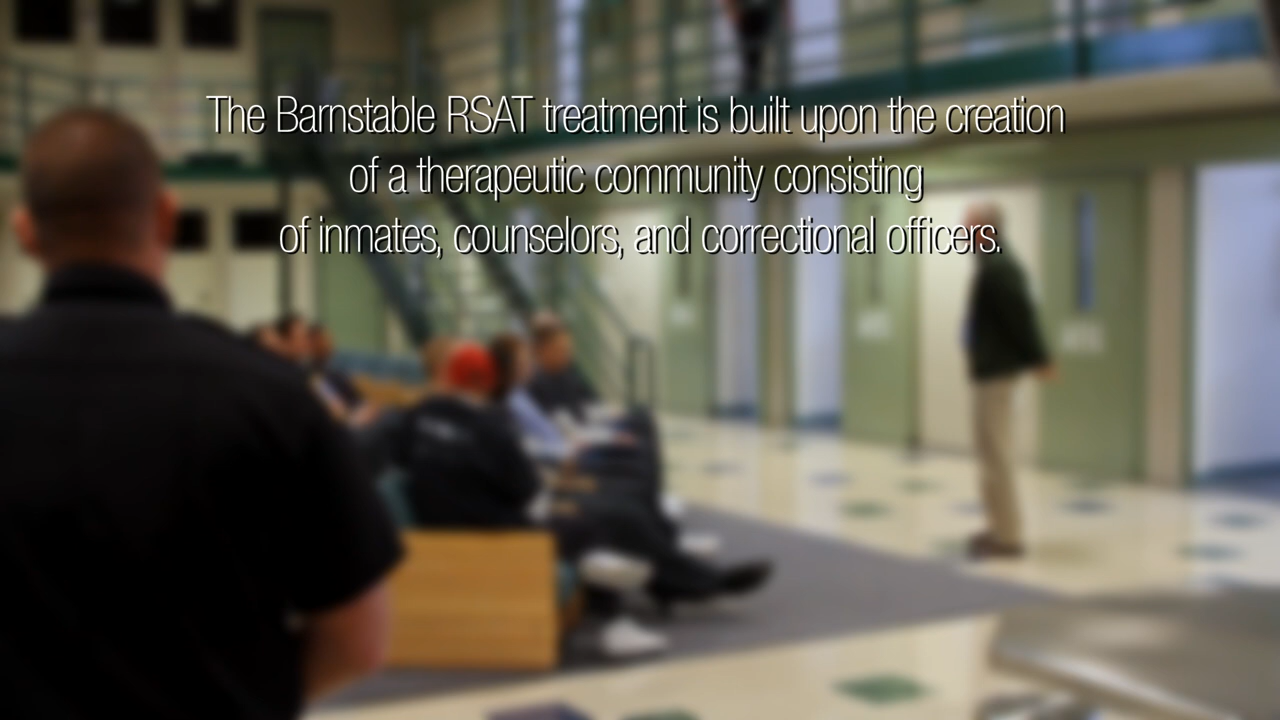 The Barnstable RSAT treatment is built upon the creation
of a therapeutic community consisting
of inmates, counselors, and correctional officers.